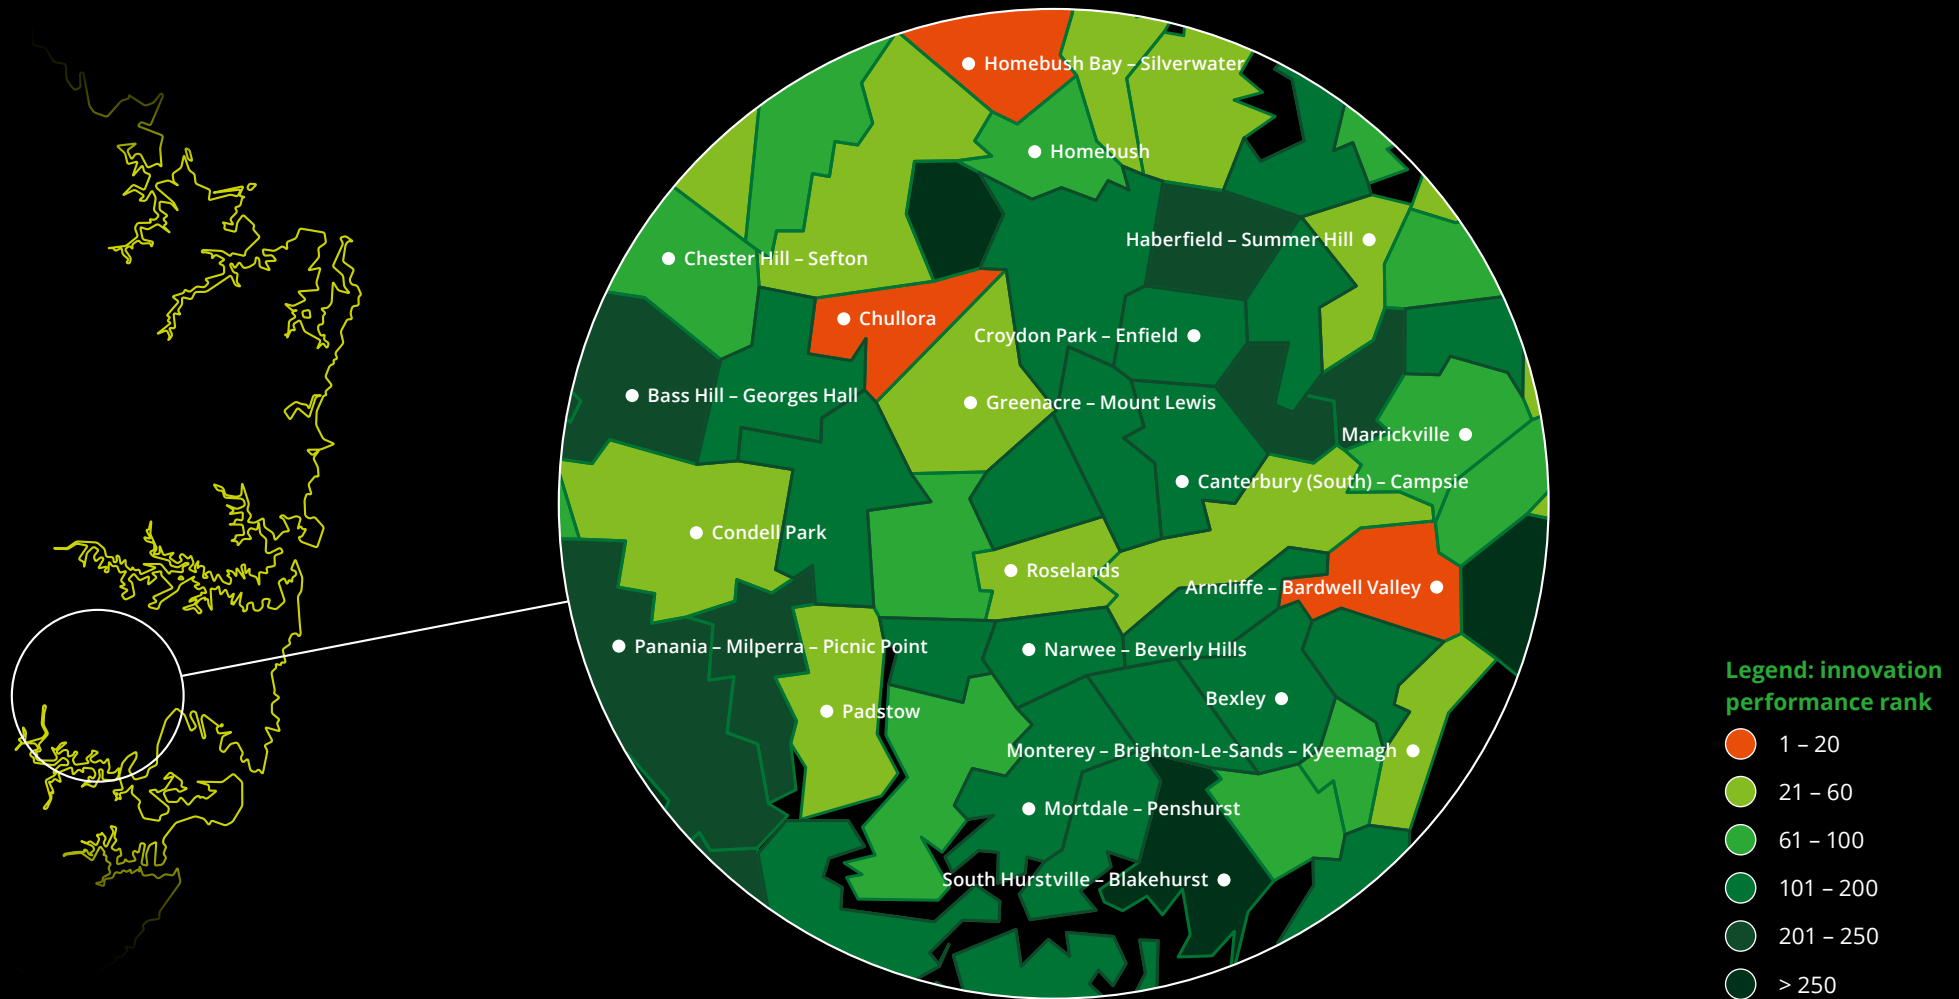 Homebush Bay – Silverwater
Homebush
Haberfield – Summer Hill
Chester Hill – Sefton
Chullora
Croydon Park – Enfield
Bass Hill – Georges Hall
Greenacre – Mount Lewis
Marrickville
Canterbury (South) – Campsie
Condell Park
Roselands
Arncliffe – Bardwell Valley
Panania – Milperra – Picnic Point
Narwee – Beverly Hills
Bexley
Padstow
Monterey – Brighton-Le-Sands – Kyeemagh
Mortdale – Penshurst
South Hurstville – Blakehurst
Legend: innovation
performance rank
1 – 20
21 – 60
61 – 100
101 – 200
201 – 250
> 250